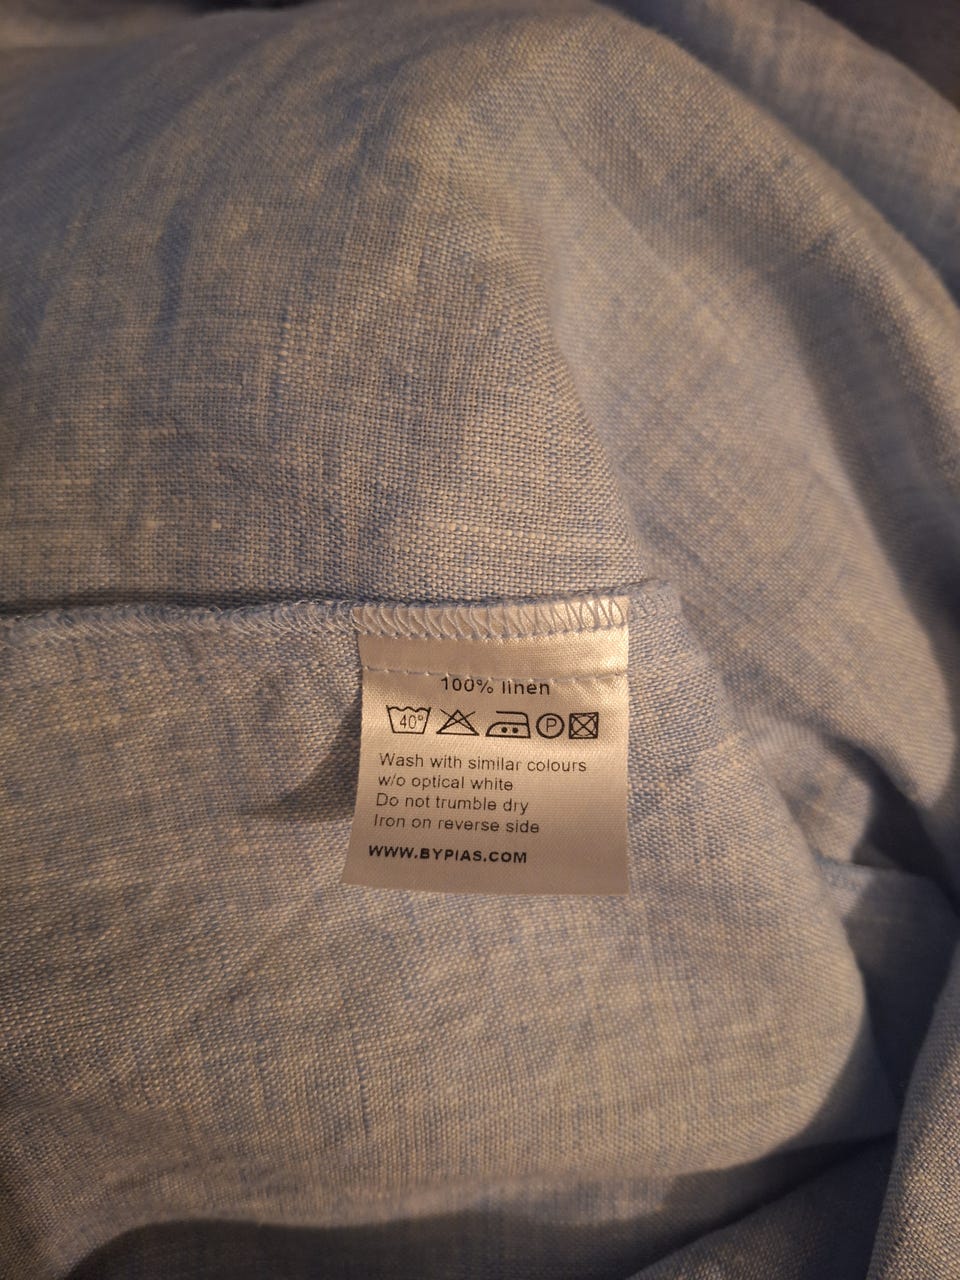 100% linen
40° P
Wash with similar colours
w/o optical white
Do not trumble dry
Iron on reverse side
WWW.BYPIAS.COM